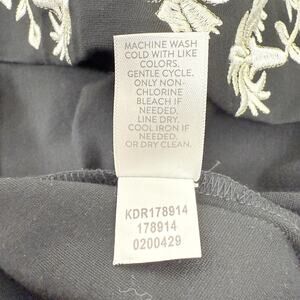 MACHINE WASH
COLD WITH LIKE
COLORS.
GENTLE CYCLE.
ONLY NON-
CHLORINE
BLEACH IF
NEEDED.
LINE DRY.
COOL IRON IF
NEEDED.
OR DRY CLEAN.
KDR178914
178914
0200429